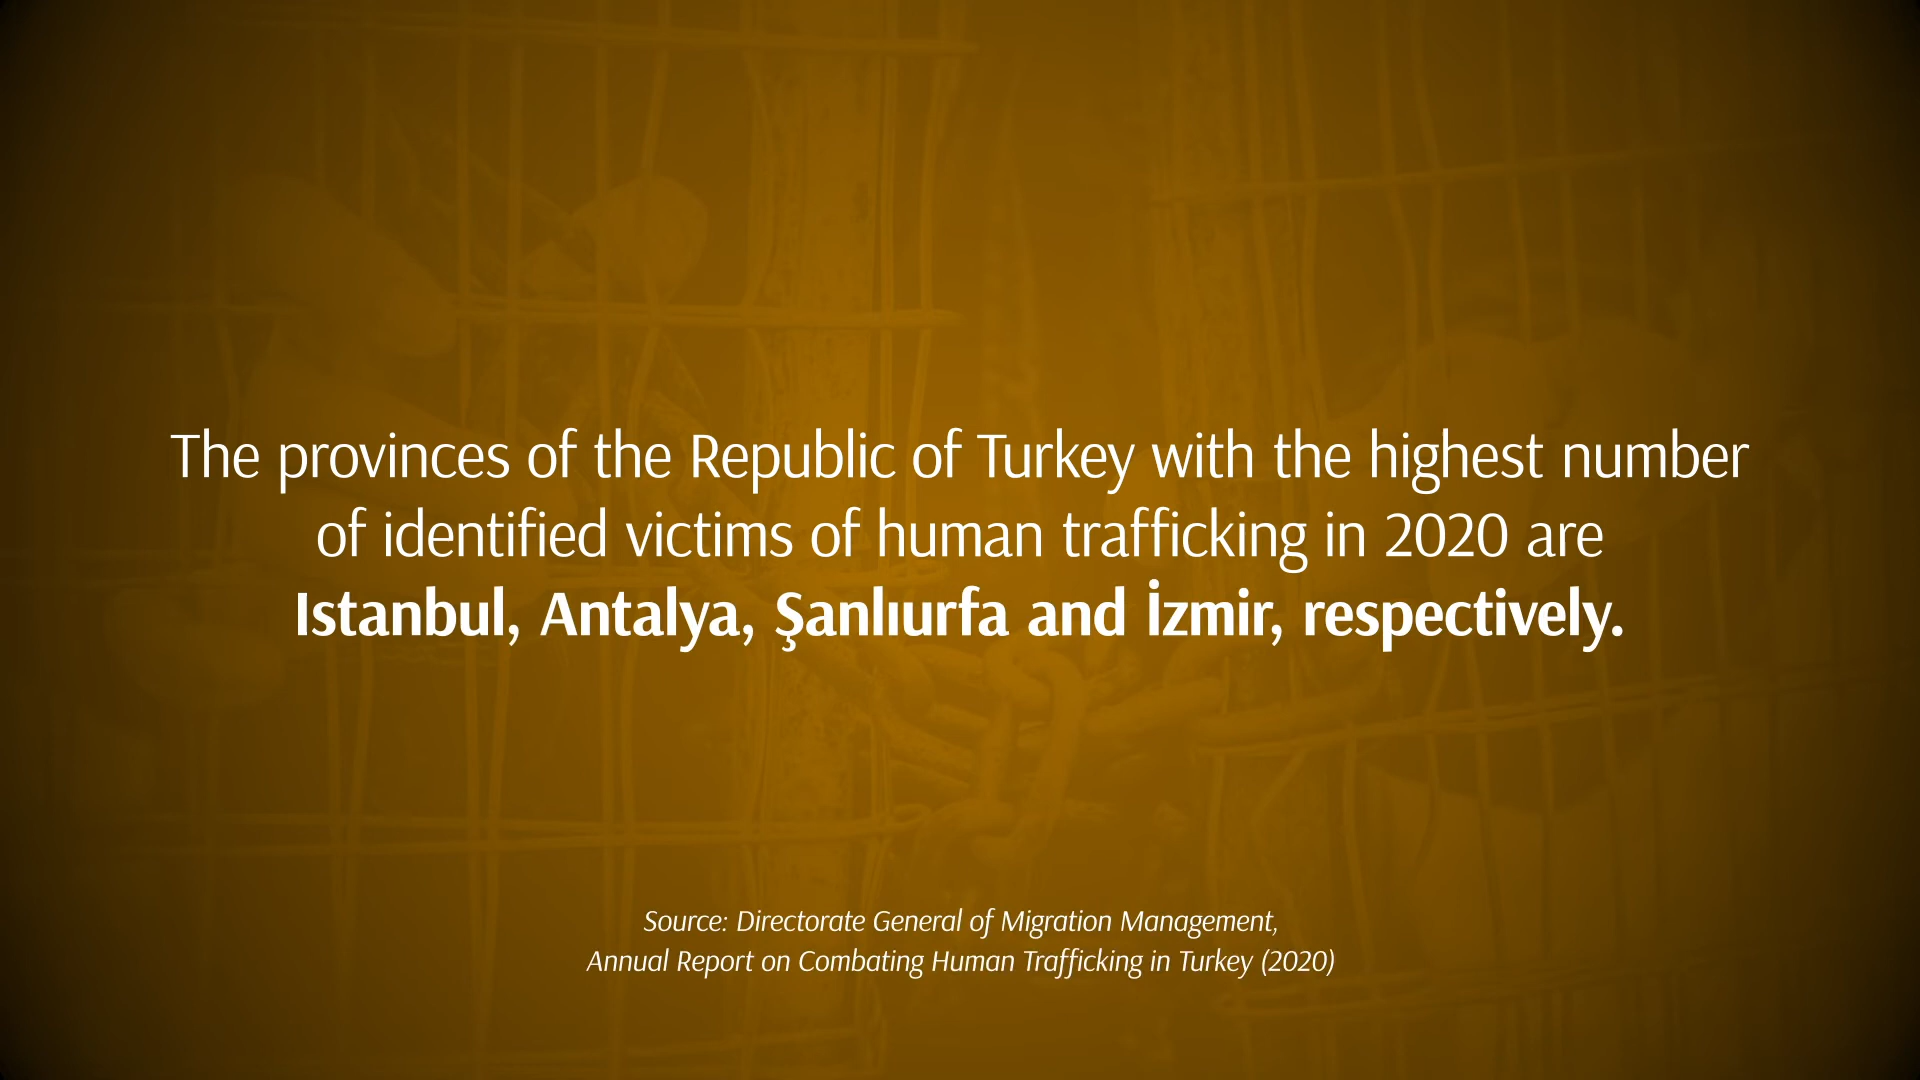 The provinces of the Republic of Turkey with the highest number
of identified victims of human trafficking in 2020 are
Istanbul, Antalya, Şanlıurfa and İzmir, respectively.
Source: Directorate General of Migration Management,
Annual Report on Combating Human Trafficking in Turkey (2020)